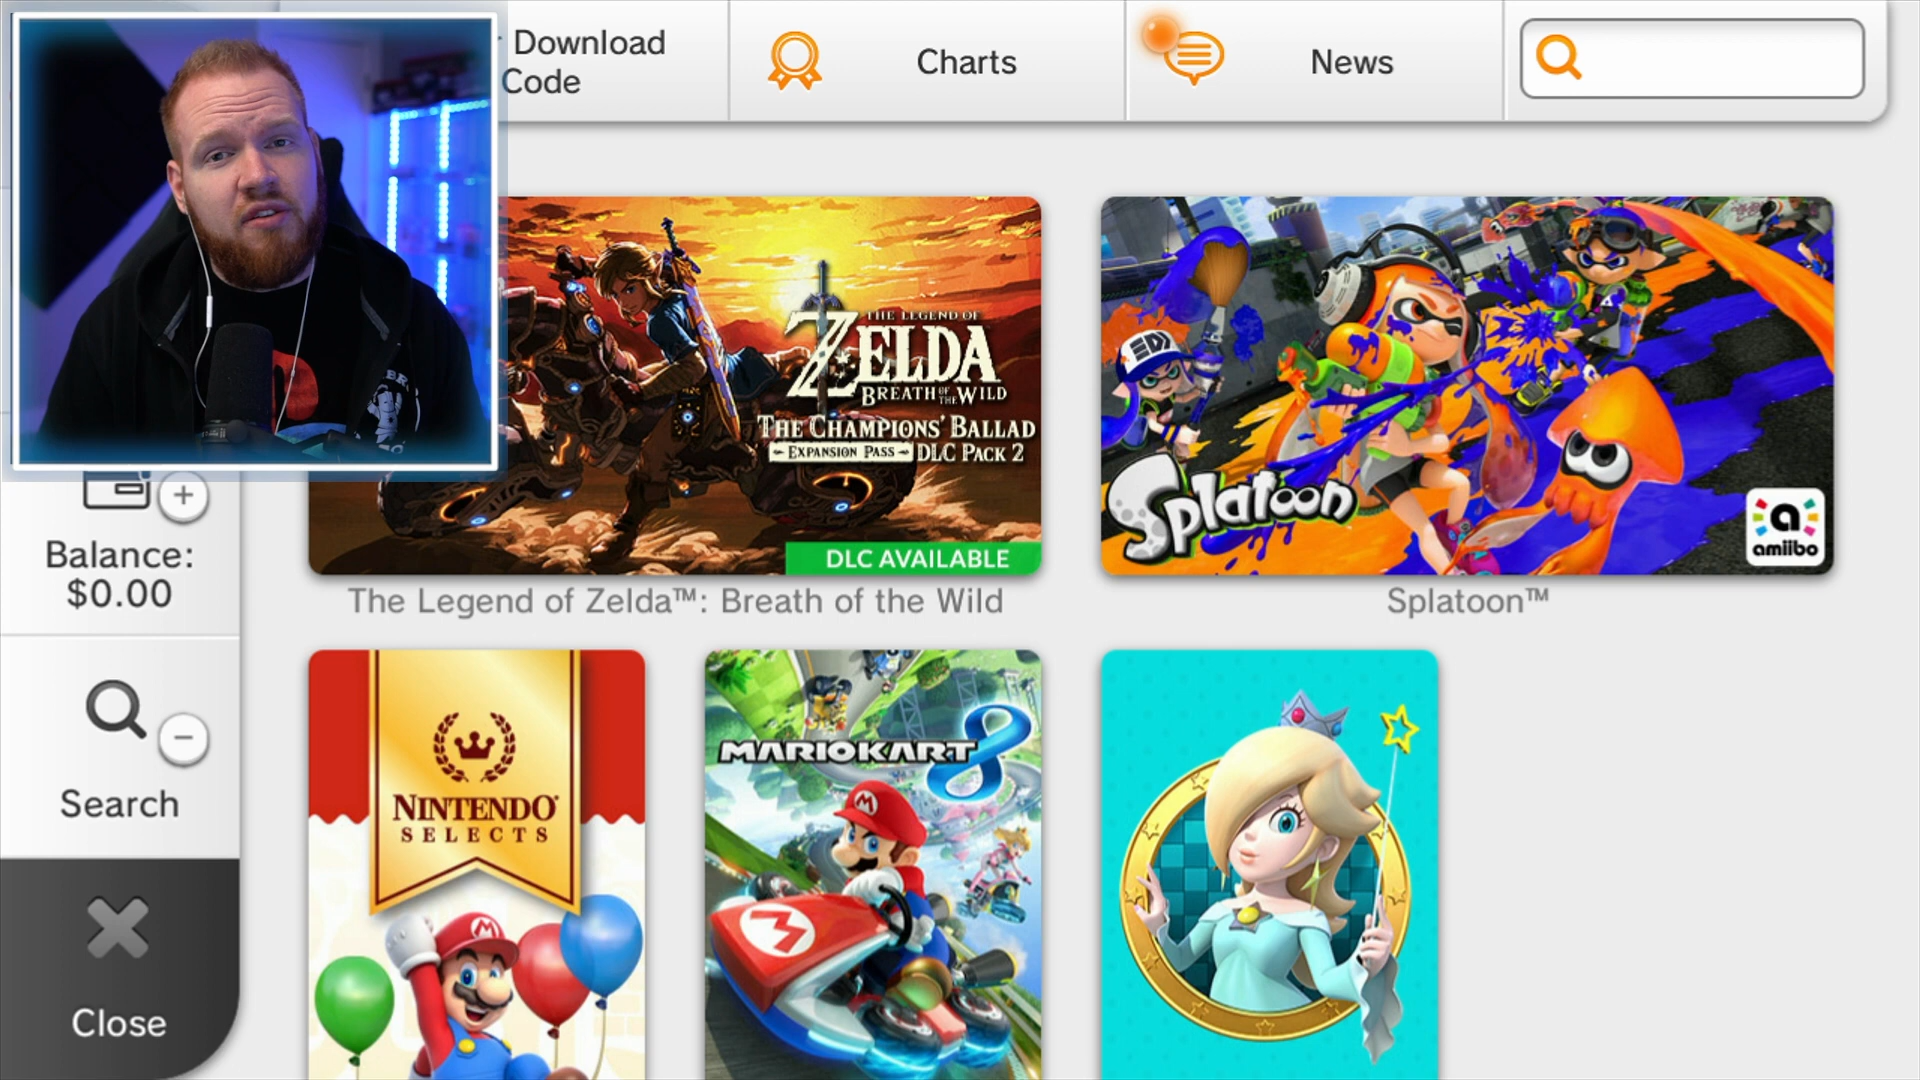 Download
Code
Charts
News
THE LEGEND OF
ZELDA
BREATH OF THE WILD
THE CHAMPIONS' BALLAD
EXPANSION PASS DLC PACK 2
DLC AVAILABLE
The Legend of Zelda™: Breath of the Wild
Splatoon
amiibo
Splatoon™
Balance:
$0.00
Search
Close
NINTENDO
SELECTS
MARIOKART 8